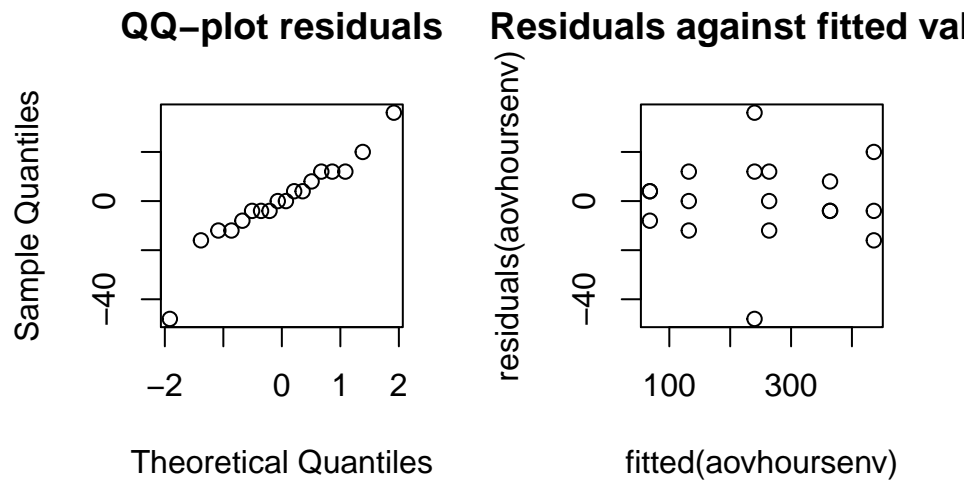 QQ−plot residuals
Sample Quantiles
0
−40
−2
0
1
2
Theoretical Quantiles
Residuals against fitted val
residuals(aovhoursenv)
0
−40
100
300
fitted(aovhoursenv)